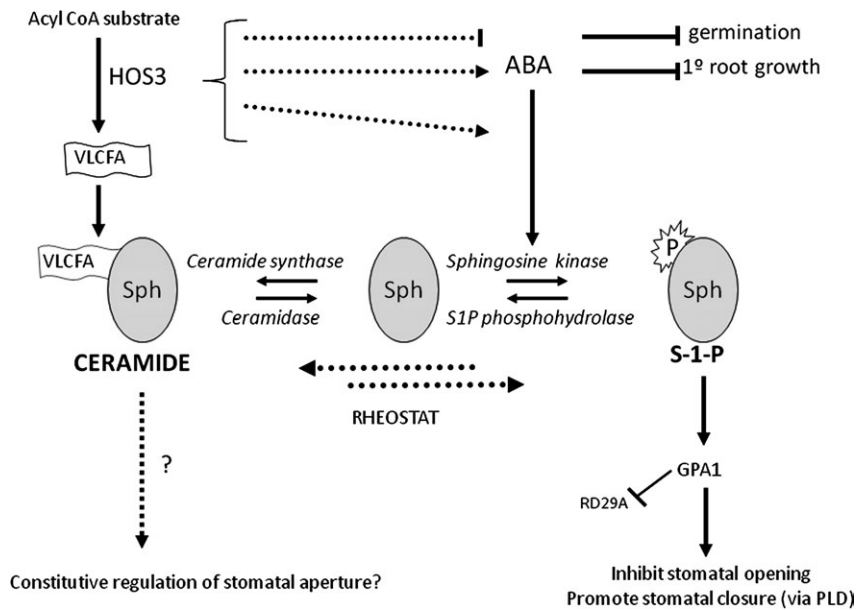 Acyl CoA substrate
HOS3
ABA
germination
1º root growth
VLCFA
VLCFA
Sph
Ceramide synthase
Ceramidase
Sph
Sphingosine kinase
S1P phosphohydrolase
P
Sph
CERAMIDE
S-1-P
RHEOSTAT
?
GPA1
RD29A
Constitutive regulation of stomatal aperture?
Inhibit stomatal opening
Promote stomatal closure (via PLD)